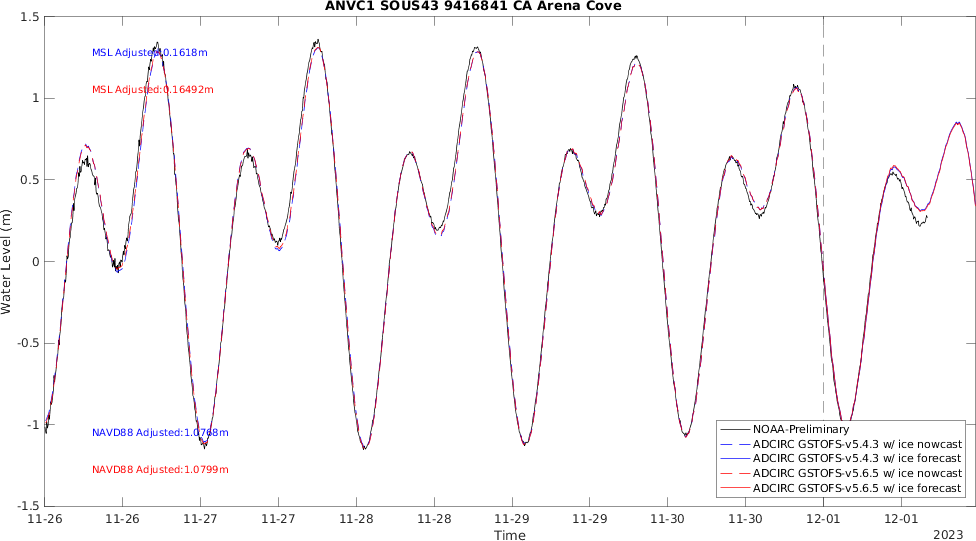 ANVC1 SOUS43 9416841 CA Arena Cove
1.5
1
0.5
0
-0.5
-1
-1.5
Water Level (m)
MSL Adjusted:0.1618m
MSL Adjusted:0.16492m
NAVD88 Adjusted:1.0768m
NAVD88 Adjusted:1.0799m
NOAA-Preliminary
ADCIRC GSTOFS-v5.4.3 w/ ice nowcast
ADCIRC GSTOFS-v5.4.3 w/ ice forecast
ADCIRC GSTOFS-v5.6.5 w/ ice nowcast
ADCIRC GSTOFS-v5.6.5 w/ ice forecast
11-26 11-26 11-27 11-27 11-28 11-28 11-29 11-29 11-30 11-30 12-01 12-01
Time
2023